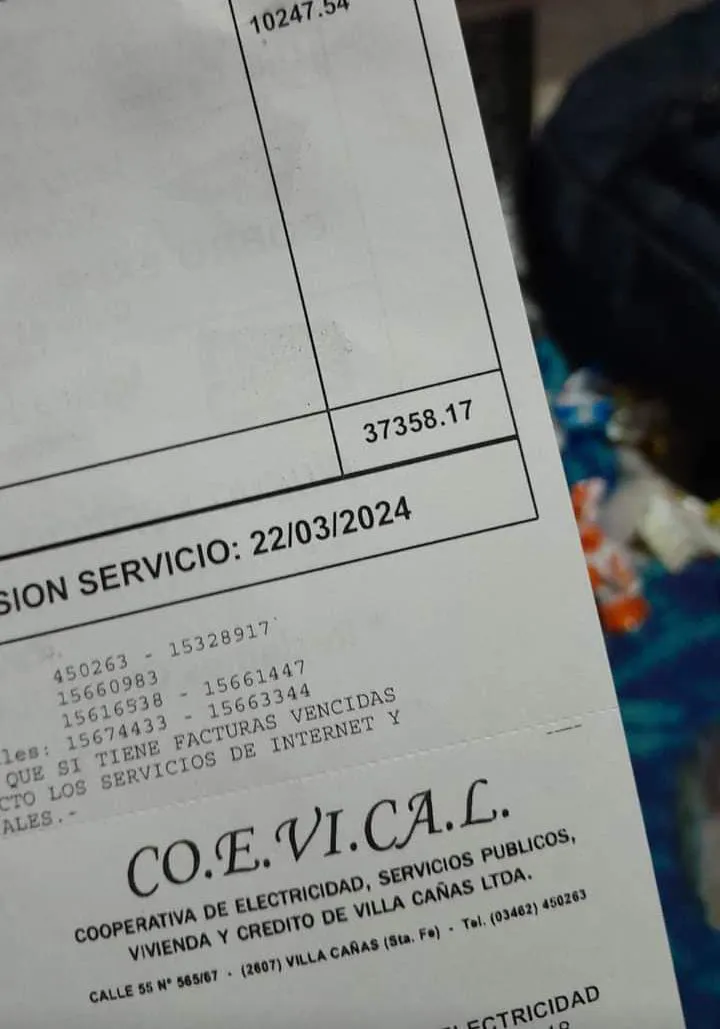 10247.54
37358.17
SION SERVICIO: 22/03/2024
450263 - 15328917
15660983
15616538 - 15661447
les: 15674433 - 15663344
QUE SI TIENE FACTURAS VENCIDAS
CTO LOS SERVICIOS DE INTERNET Y
ALES.-
CO.E.VI.CA.L.
COOPERATIVA DE ELECTRICIDAD, SERVICIOS PUBLICOS,
VIVIENDA Y CREDITO DE VILLA CAÑAS LTDA.
CALLE 55 Nº 565/67 - (2607) VILLA CAÑAS (Sta. Fe) - Tel. (03462) 450263
LECTRICIDAD